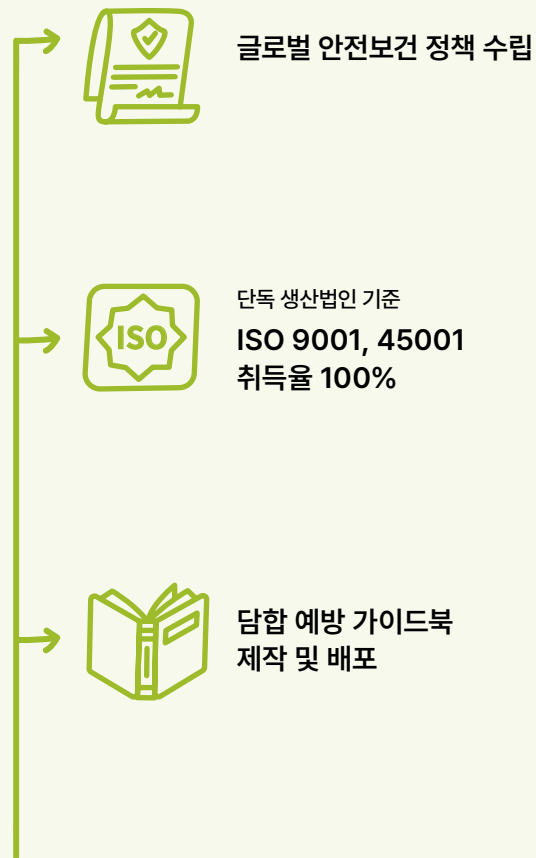 글로벌 안전보건 정책 수립
단독 생산법인 기준
ISO
ISO 9001, 45001
취득율 100%
담합 예방 가이드북
제작 및 배포